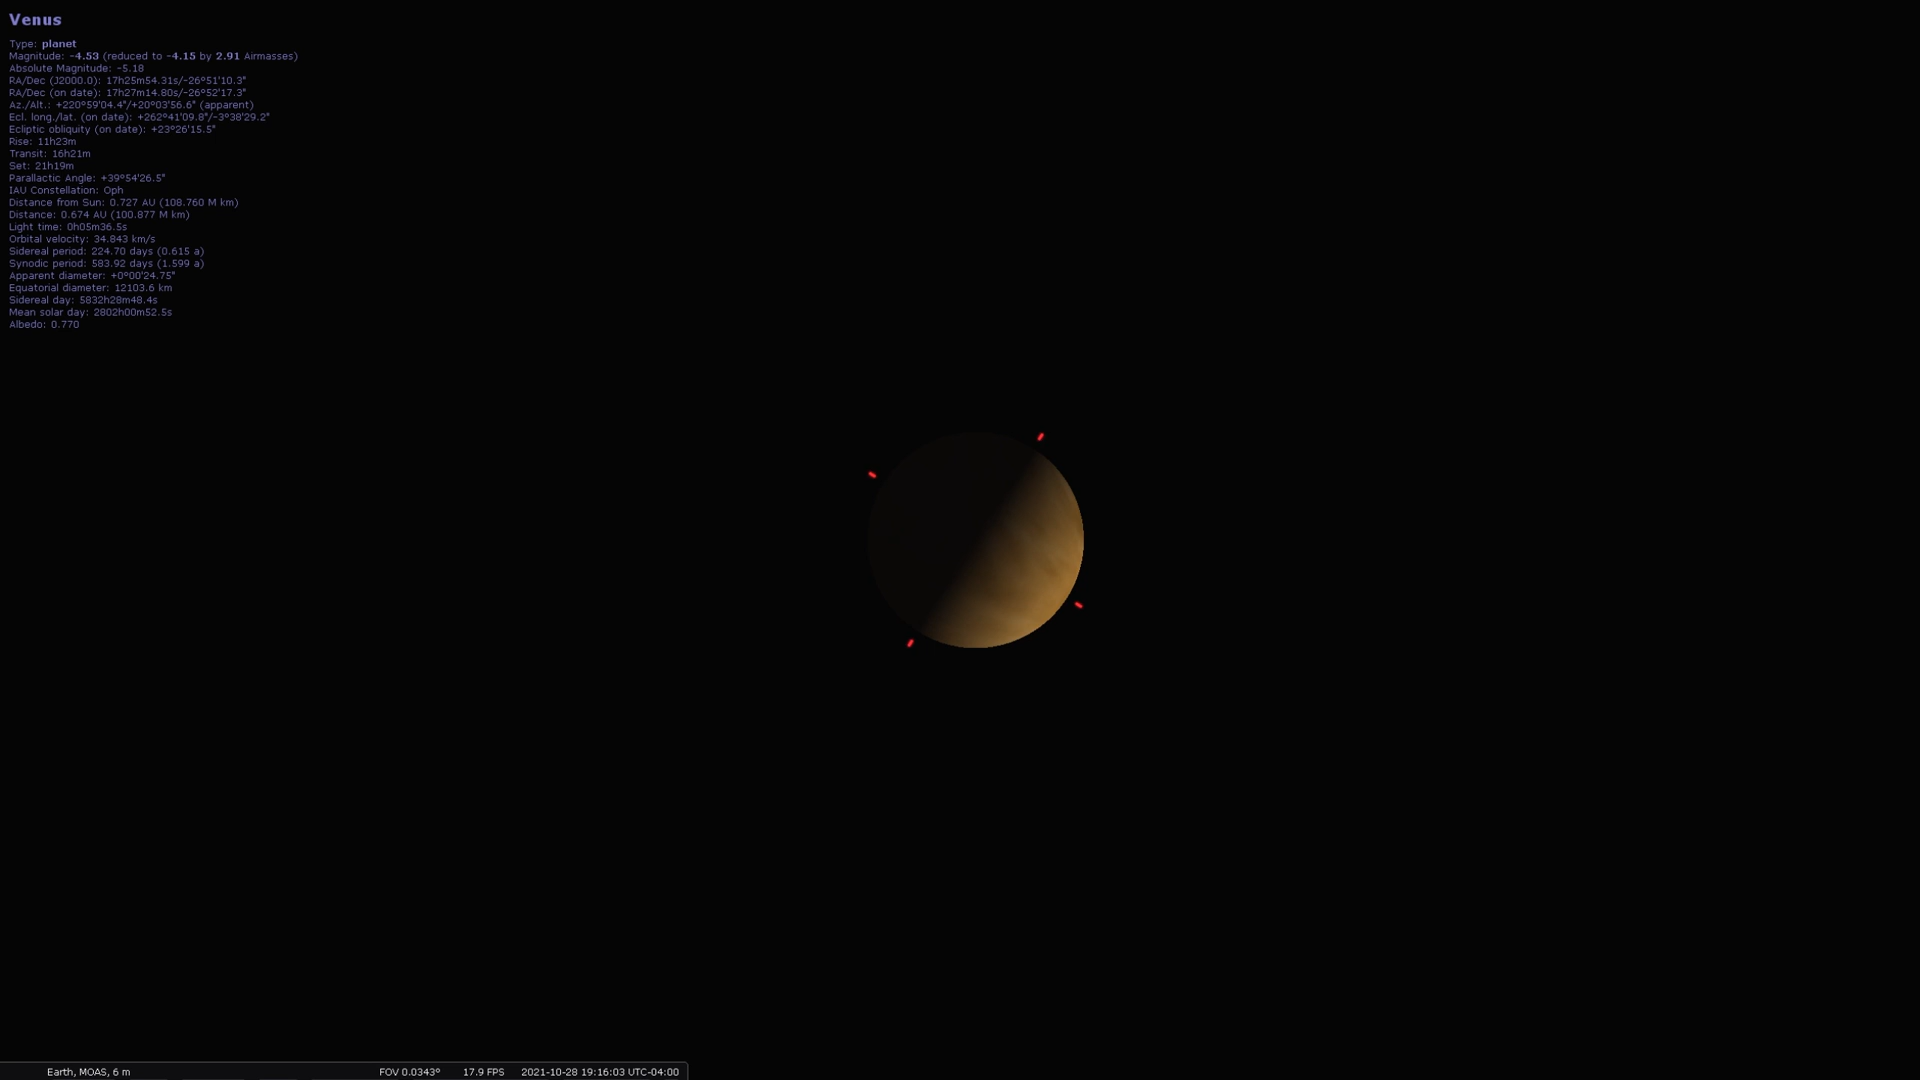 Venus
Type: planet
Magnitude: -4.53 (reduced to -4.15 by 2.91 Airmasses)
Absolute Magnitude: -5.18
RA/Dec (J2000.0): 17h25m54.31s/-26°51'10.3"
RA/Dec (on date): 17h27m14.80s/-26°52'17.3"
Az./Alt.: +220°59'04.4"/+20°03'56.6" (apparent)
Ecl. long./lat. (on date): +262°41'09.8"/-3°38'29.2"
Ecliptic obliquity (on date): +23°26'15.5"
Rise: 11h23m
Transit: 16h21m
Set: 21h19m
Parallactic Angle: +39°54'26.5"
IAU Constellation: Oph
Distance from Sun: 0.727 AU (108.760 M km)
Distance: 0.674 AU (100.877 M km)
Light time: 0h05m36.5s
Orbital velocity: 34.843 km/s
Sidereal period: 224.70 days (0.615 a)
Synodic period: 583.92 days (1.599 a)
Apparent diameter: +0°00'24.75"
Equatorial diameter: 12103.6 km
Sidereal day: 5832h28m48.4s
Mean solar day: 2802h00m52.5s
Albedo: 0.770
Earth, MOAS, 6 m FOV 0.0343° 17.9 FPS 2021-10-28 19:16:03 UTC-04:00